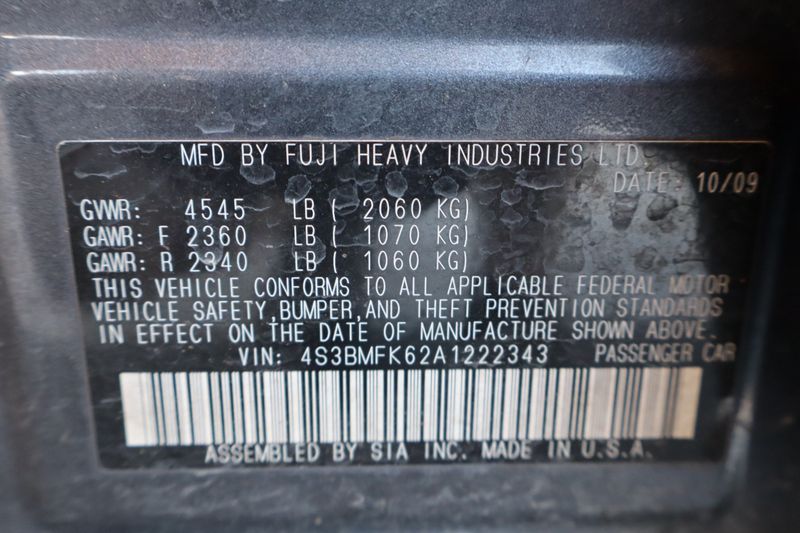 MFD BY FUJI HEAVY INDUSTRIES LTD.
DATE: 10/09
GVWR: 4545 LB ( 2060 KG)
GAWR: F 2360 LB ( 1070 KG)
GAWR: R 2340 LB ( 1060 KG)
THIS VEHICLE CONFORMS TO ALL APPLICABLE FEDERAL MOTOR
VEHICLE SAFETY,BUMPER,AND THEFT PREVENTION STANDARDS
IN EFFECT ON THE DATE OF MANUFACTURE SHOWN ABOVE.
VIN: 4S3BMFK62A1222343 PASSENGER CAR
ASSEMBLED BY SIA INC. MADE IN U.S.A.